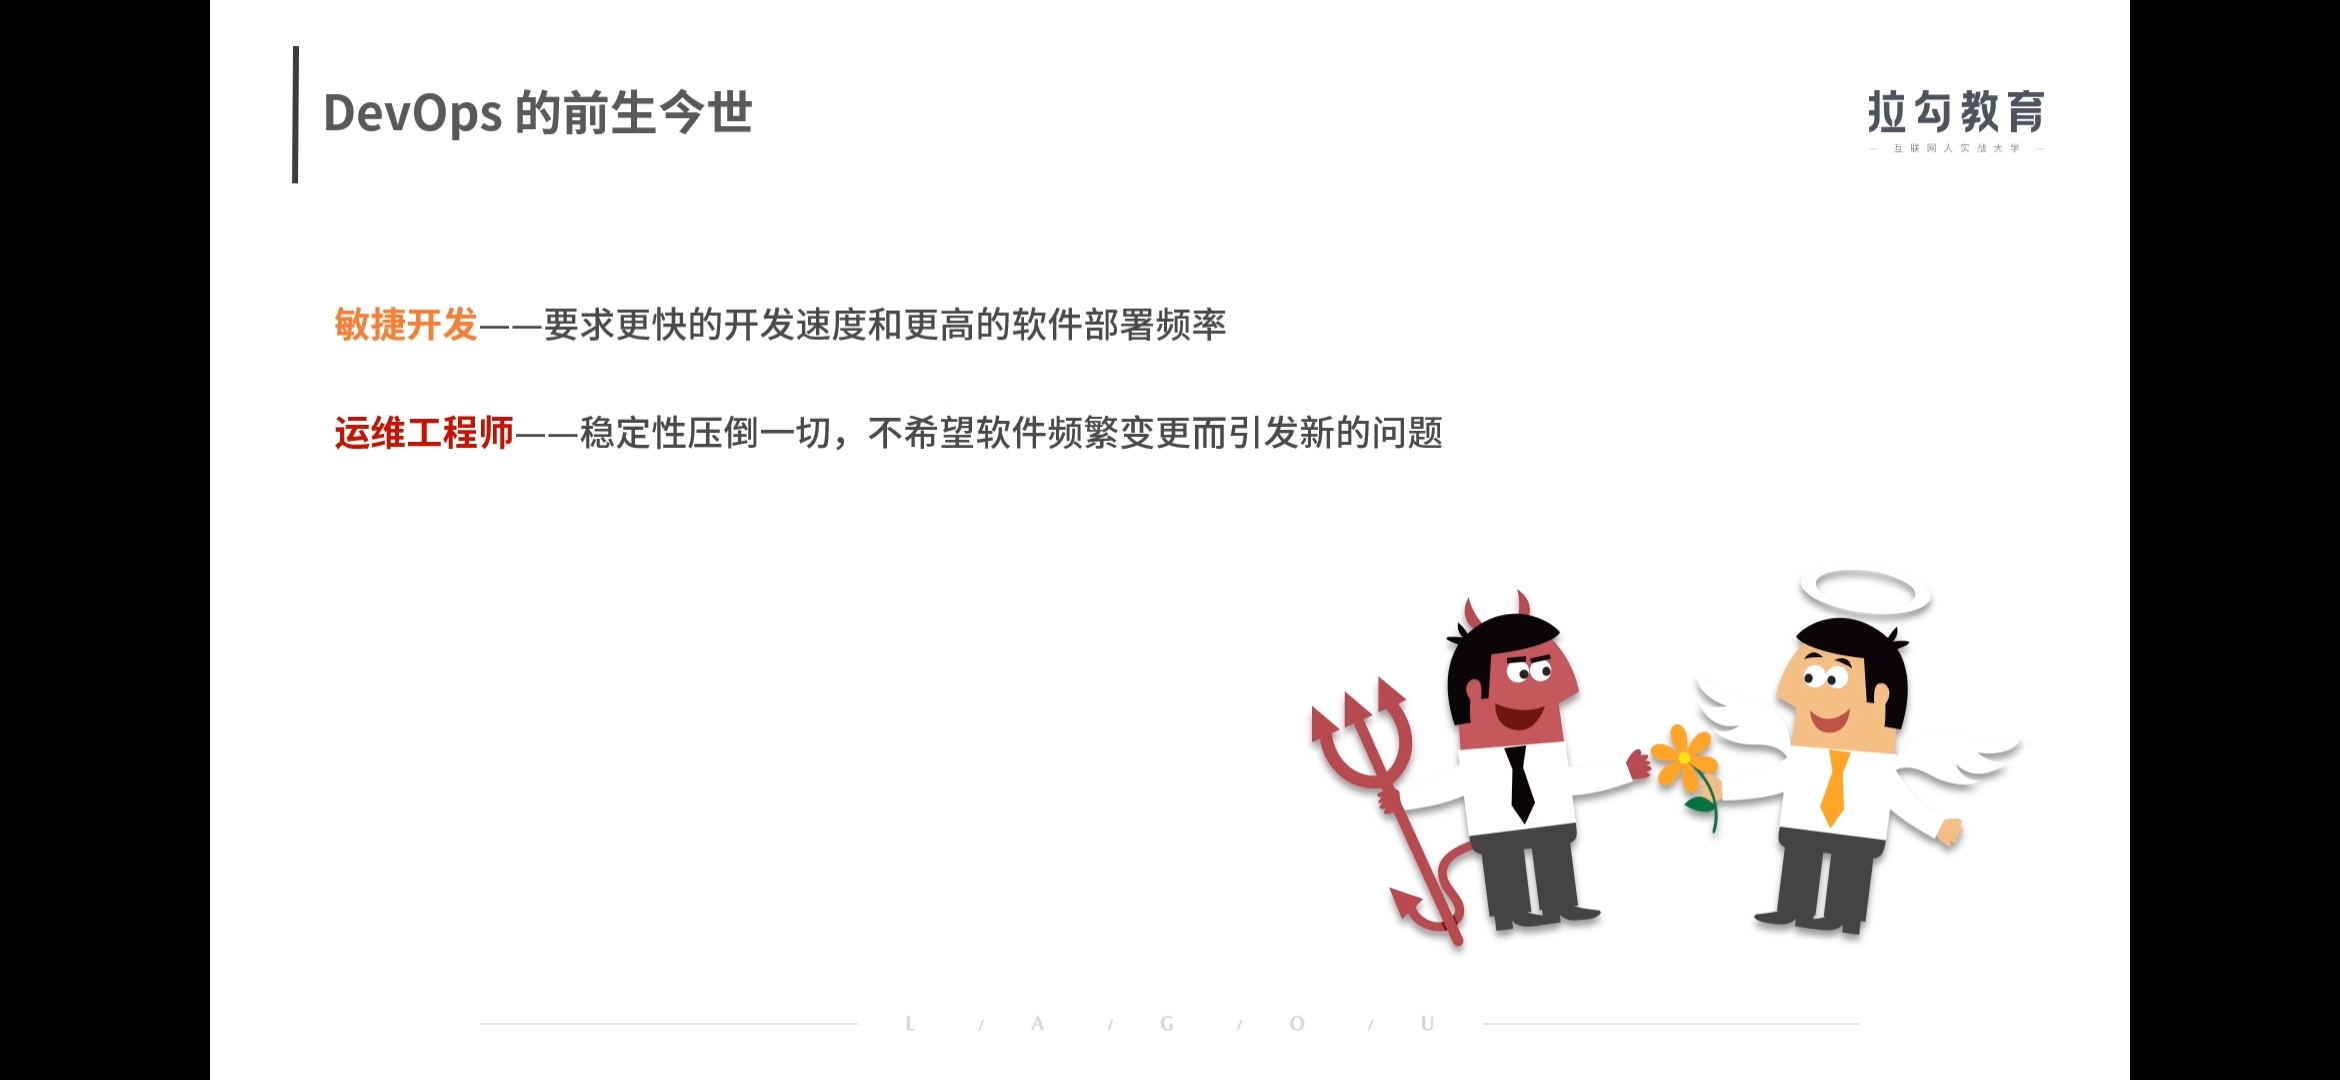 DevOps 的前生今世
拉勾教育
— 互联网人实战大学 —
敏捷开发——要求更快的开发速度和更高的软件部署频率
运维工程师——稳定性压倒一切，不希望软件频繁变更而引发新的问题
L / A / G / O / U